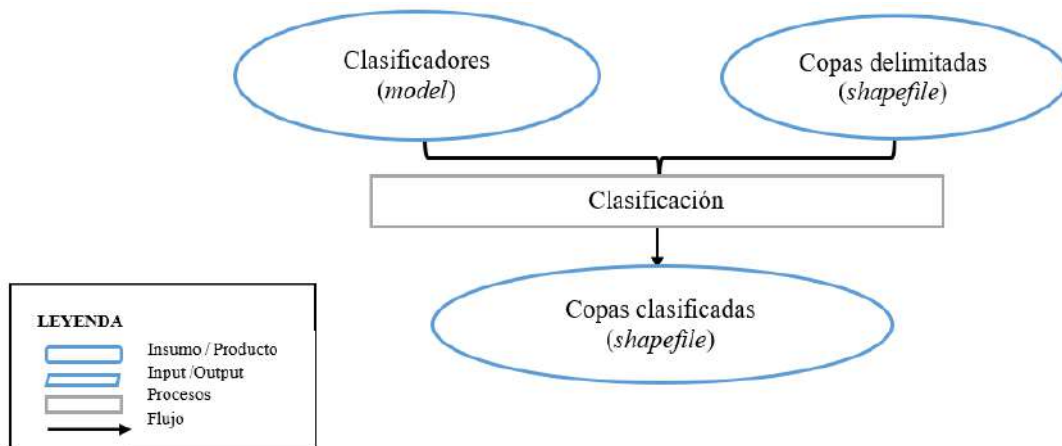 Clasificadores
(model)
Copas delimitadas
(shapefile)
Clasificación
Copas clasificadas
(shapefile)
LEYENDA
Insumo / Producto
Input /Output
Procesos
Flujo